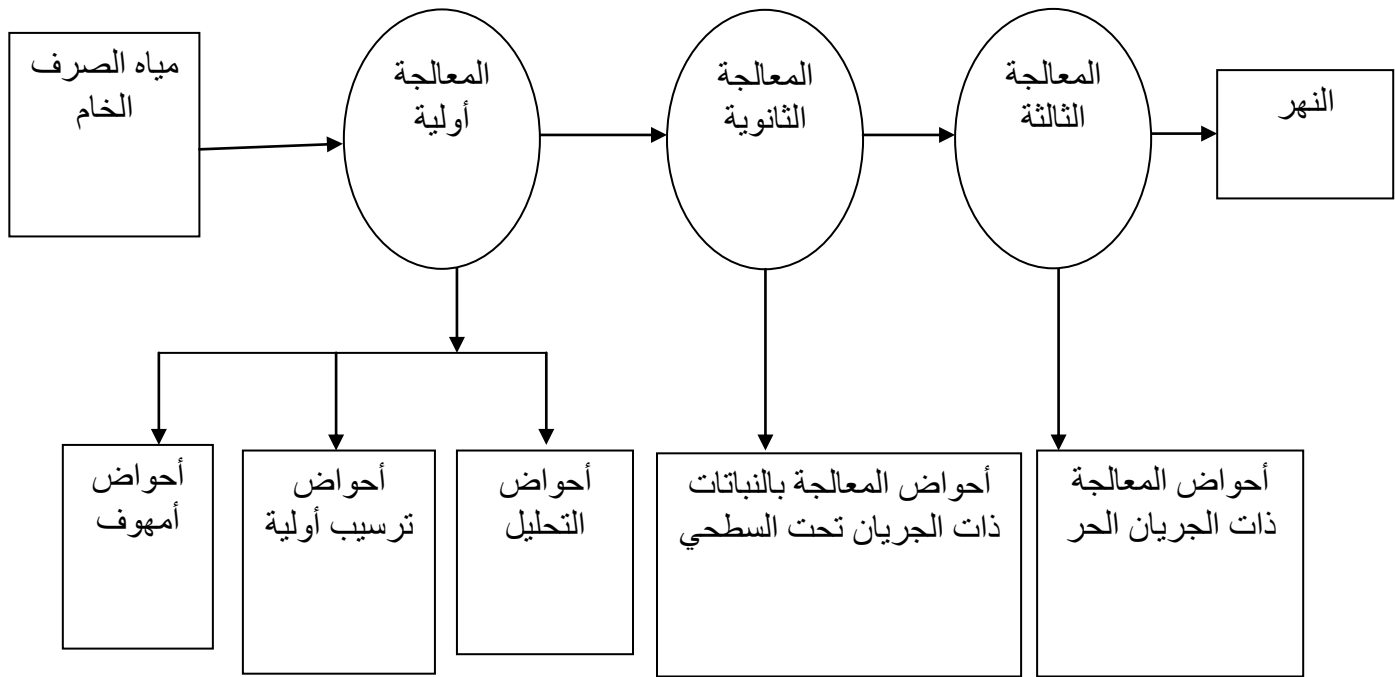 مياه الصرف
الخام
المعالجة
أولية
المعالجة
الثانوية
المعالجة
الثالثة
النهر
أحواض
أمهوف
أحواض
ترسيب أولية
أحواض
التحليل
أحواض المعالجة بالنباتات
ذات الجريان تحت السطحي
أحواض المعالجة
ذات الجريان الحر